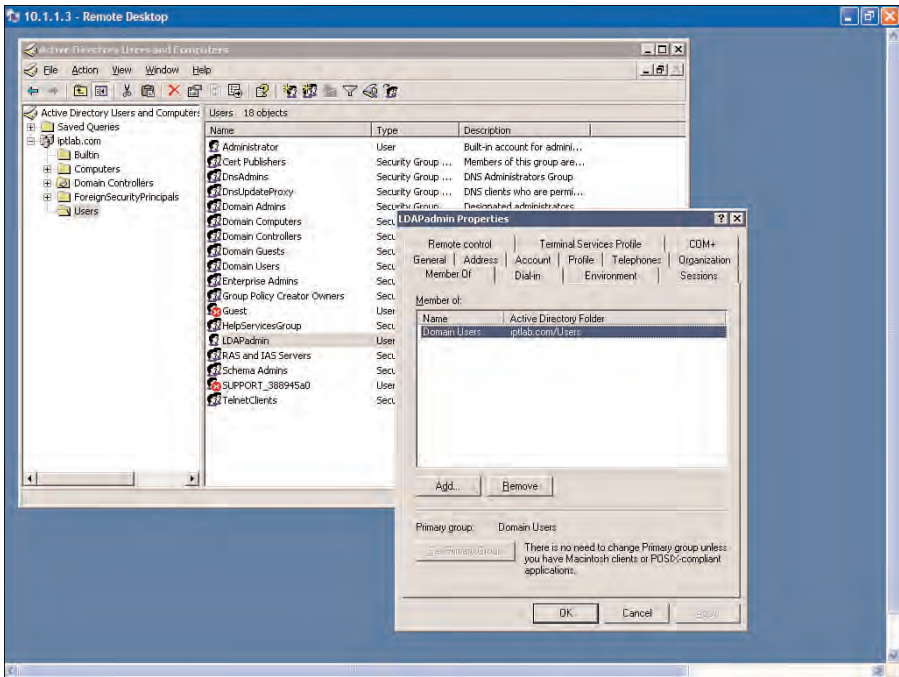 10.1.1.3 - Remote Desktop
Active Directory Users and Computers
File Action View Window Help
Active Directory Users and Computers
Saved Queries
iptlab.com
Builtin
Computers
Domain Controllers
ForeignSecurityPrincipals
Users
Users 18 objects
Name Type Description
Administrator User Built-in account for admini...
Cert Publishers Security Group ... Members of this group are...
DnsAdmins Security Group ... DNS Administrators Group
DnsUpdateProxy Security Group ... DNS clients who are permi...
Domain Admins Security Group ... Designated administrators
Domain Computers Secu
Domain Controllers Secu
Domain Guests Secu
Domain Users Secu
Enterprise Admins Secu
Group Policy Creator Owners Secu
Guest User
HelpServicesGroup Secu
LDAPadmin User
RAS and IAS Servers Secu
Schema Admins Secu
SUPPORT_388945a0 User
TelnetClients Secu
LDAPadmin Properties
Remote control Terminal Services Profile COM+
General Address Account Profile Telephones Organization
Member Of Dial-in Environment Sessions
Member of:
Name Active Directory Folder
Domain Users iptlab.com/Users
Add... Remove
Primary group: Domain Users
Set Primary Group
There is no need to change Primary group unless
you have Macintosh clients or POSIX-compliant
applications.
OK Cancel Apply